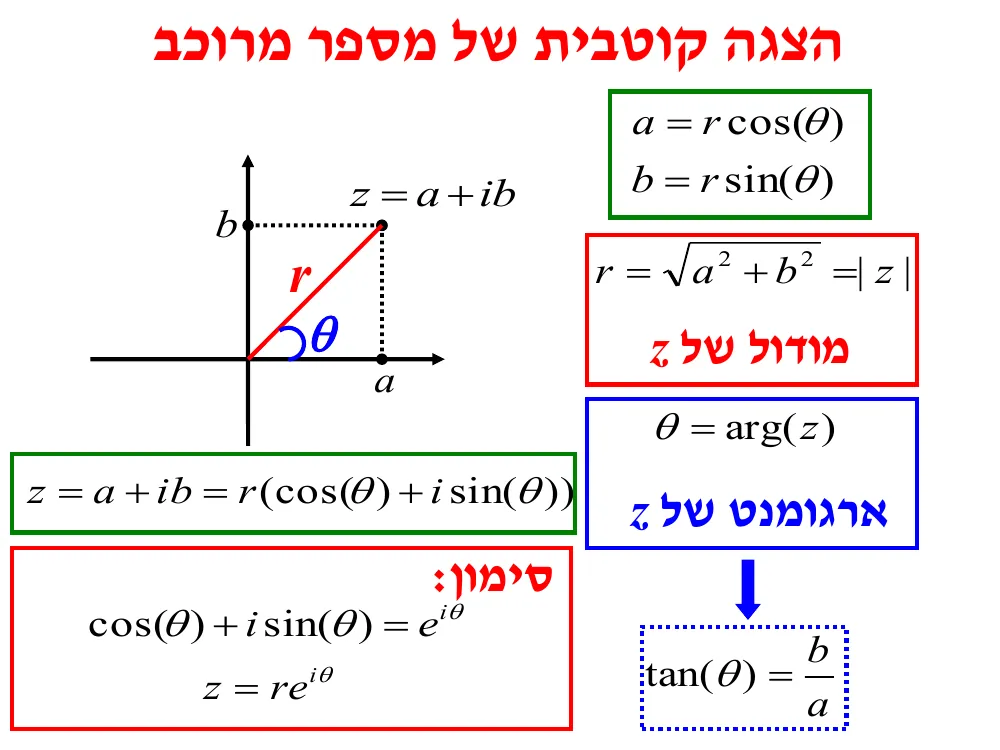 הצגה קוטבית של מספר מרוכב
a = r cos(θ)
b = r sin(θ)
z = a + ib
b
r
θ
a
r = √a² + b² =| z |
מודול של z
θ = arg( z )
ארגומנט של z
z = a + ib = r (cos(θ ) + i sin(θ ))
סימון:
cos(θ ) + i sin(θ ) = e^{iθ}
z = re^{iθ}
tan(θ ) = b/a